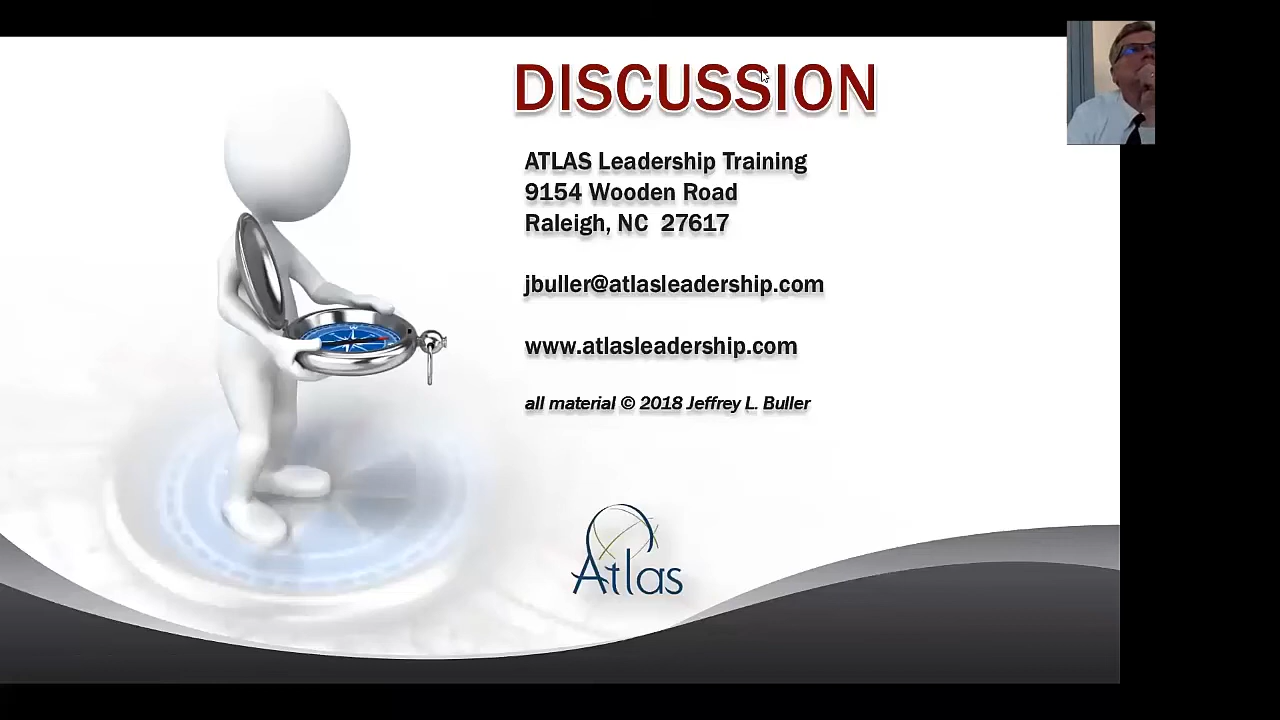 DISCUSSION
ATLAS Leadership Training
9154 Wooden Road
Raleigh, NC  27617
jbuller@atlasleadership.com
www.atlasleadership.com
all material © 2018 Jeffrey L. Buller
Atlas